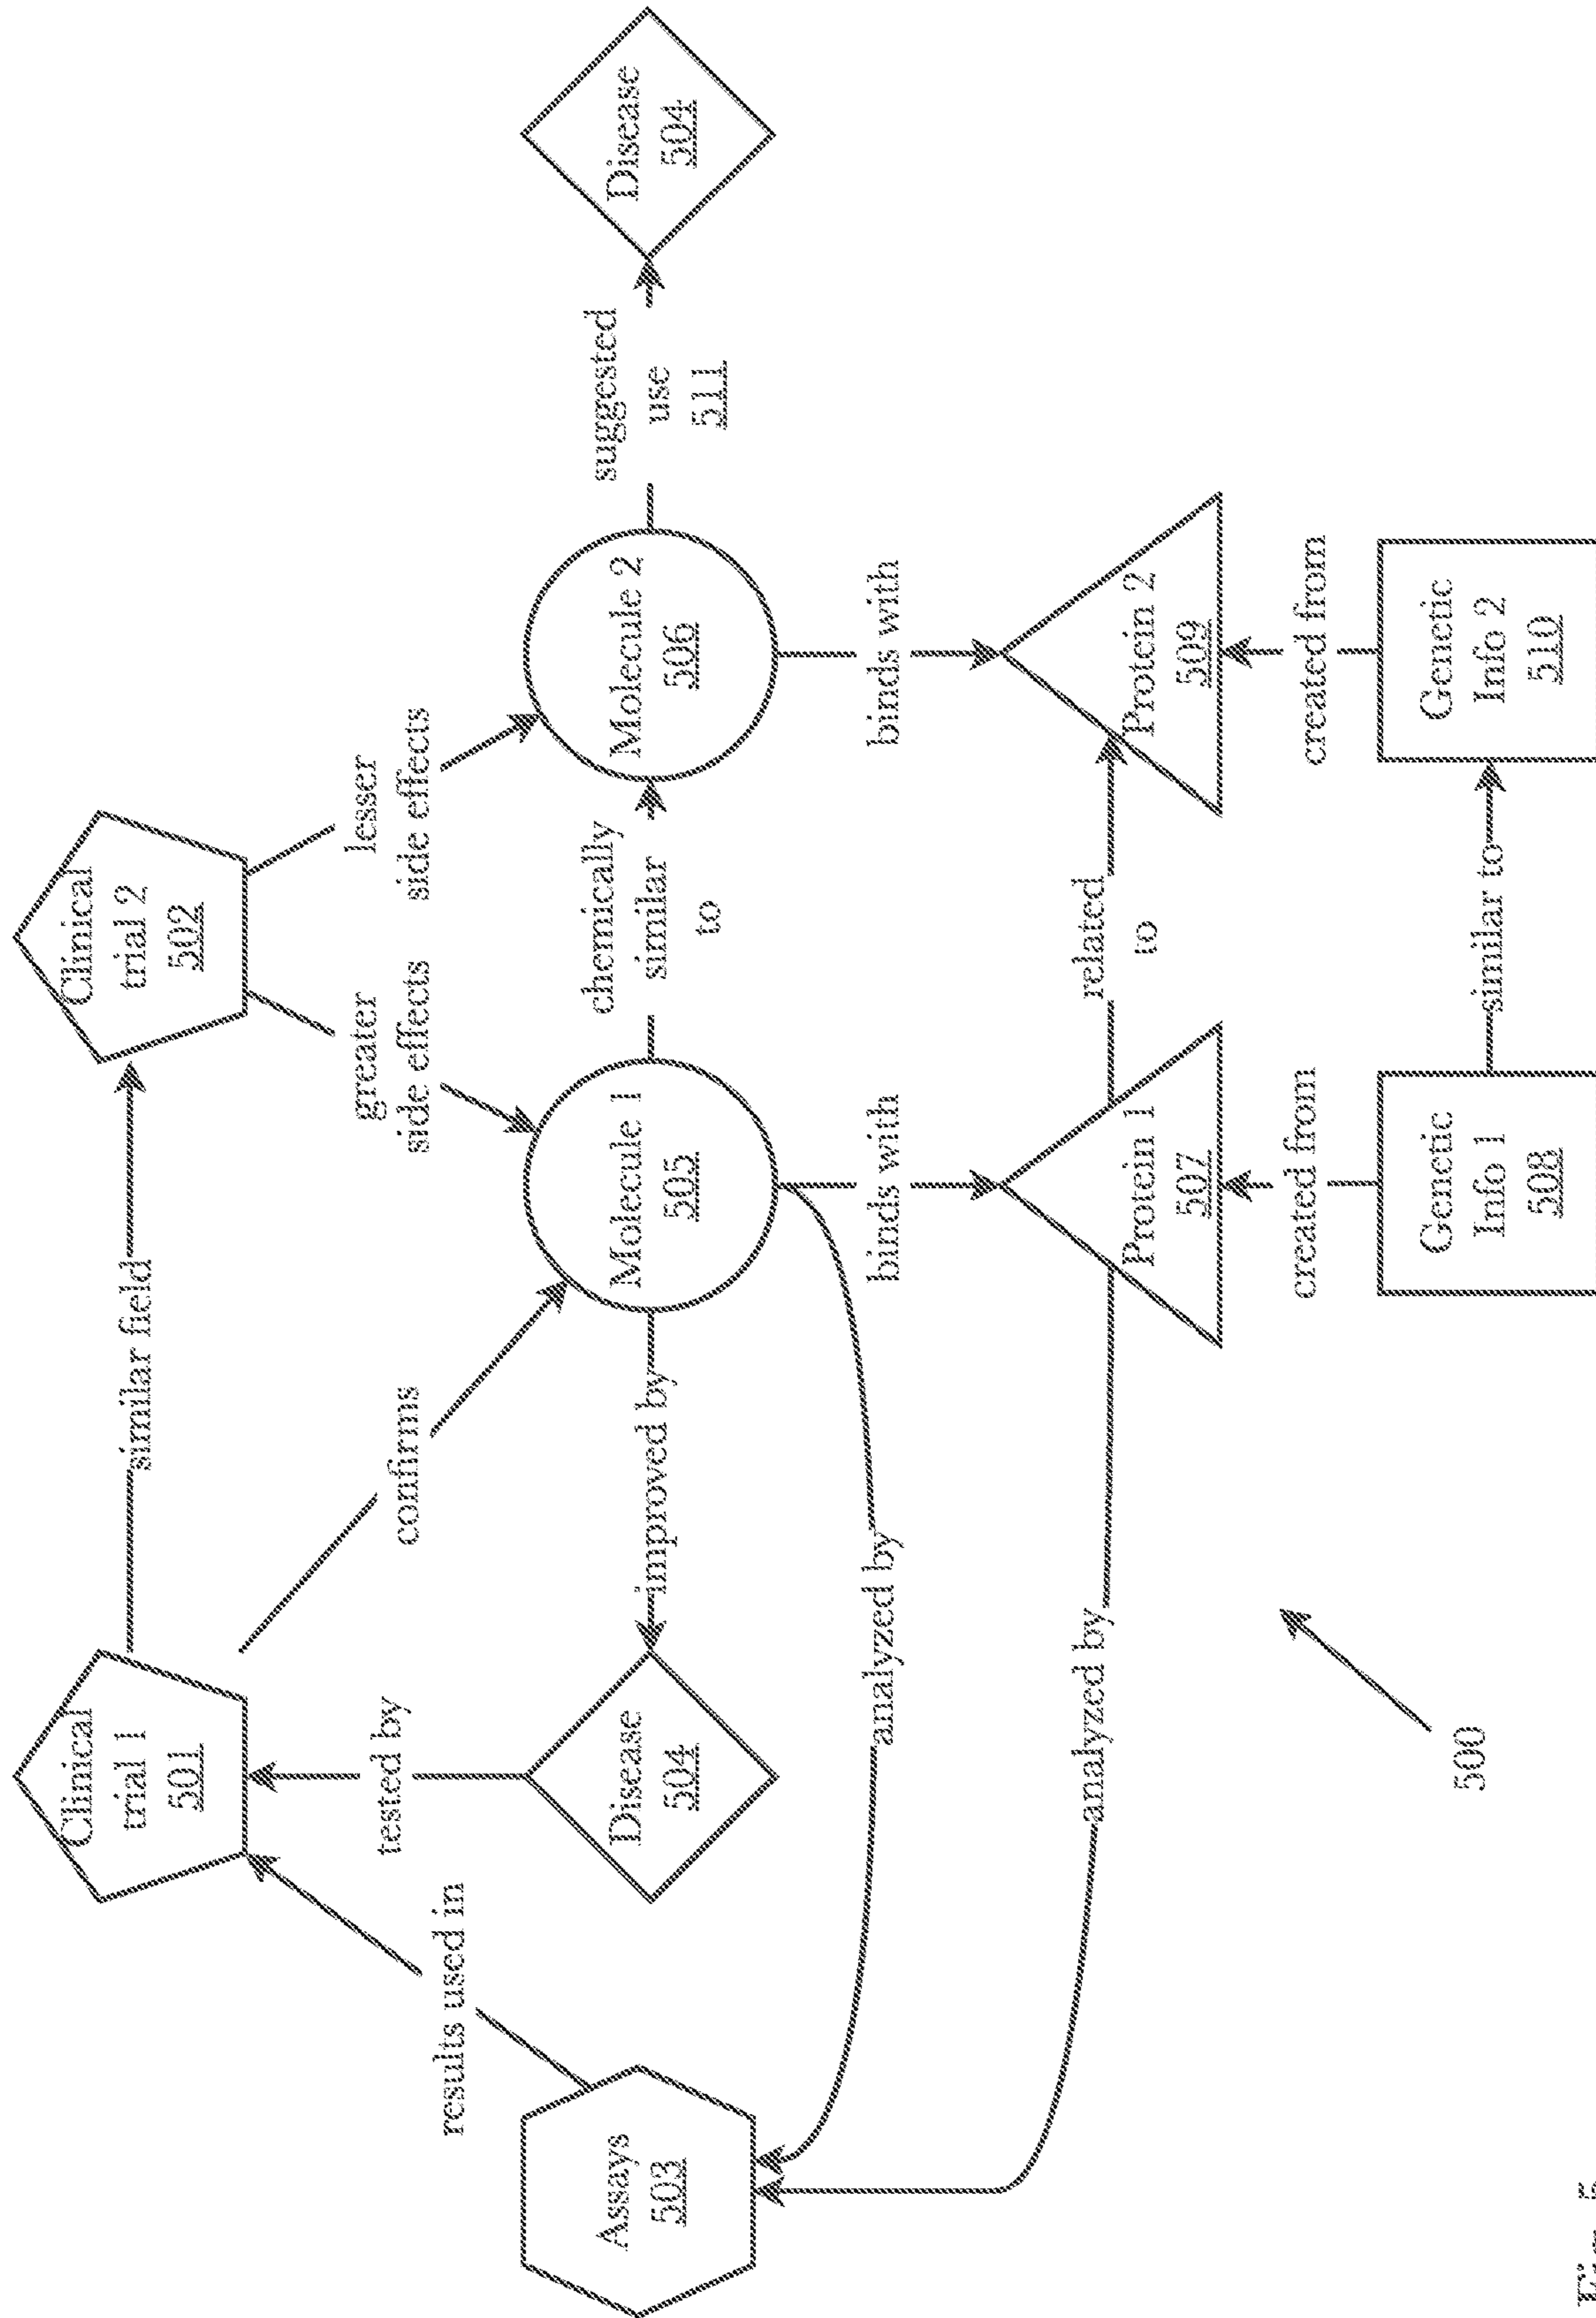 Clinical
trial 1
501
similar field
Clinical
trial 2
502
results used in
tested by
confirms
greater
side effects
lesser
side effects
Assays
503
Disease
504
improved by
Molecule 1
505
chemically
similar
to
Molecule 2
506
suggested
use
511
Disease
504
analyzed by
binds with
binds with
analyzed by
Protein 1
507
related
to
Protein 2
509
created from
created from
500
Genetic
Info 1
508
similar to
Genetic
Info 2
510
Fig. 5